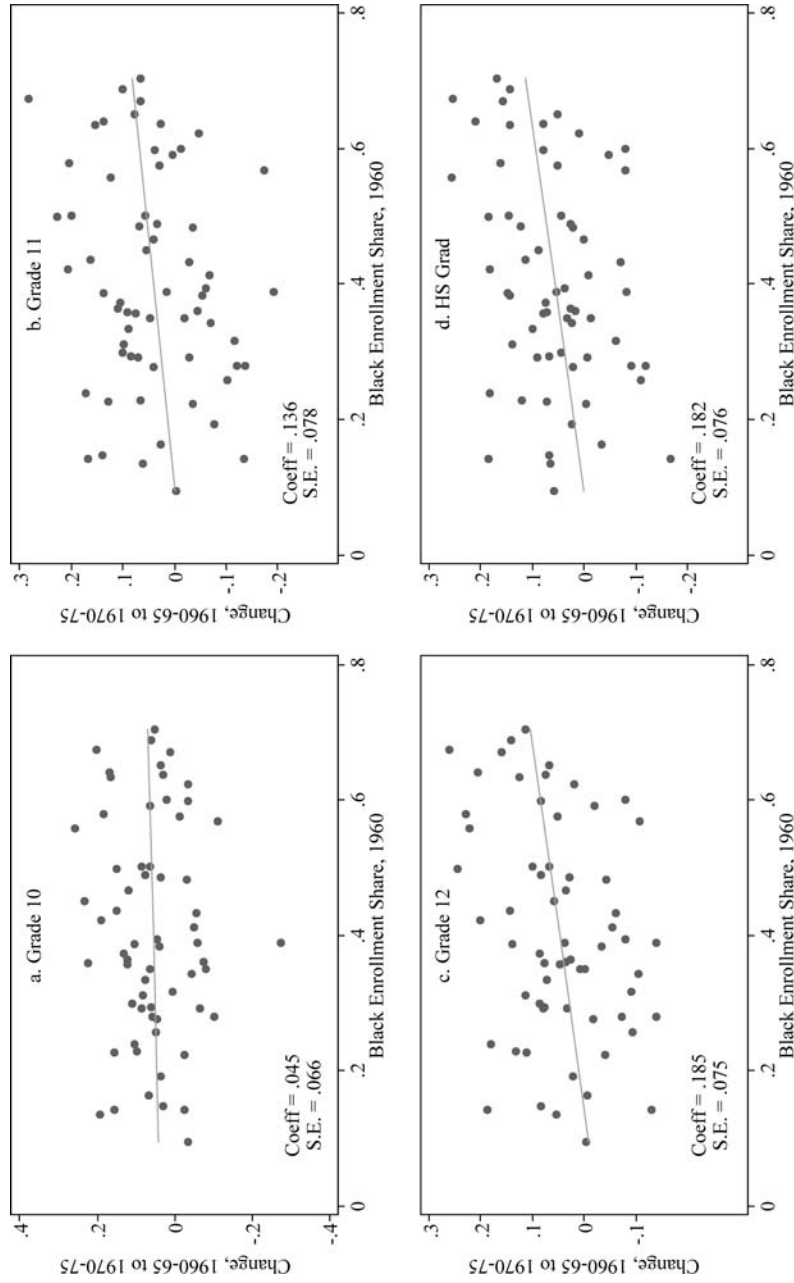 a. Grade 10
Change, 1960-65 to 1970-75
.4
.2
0
-.2
-.4
Coeff = .045
S.E. = .066
0 .2 .4 .6 .8
Black Enrollment Share, 1960
b. Grade 11
Change, 1960-65 to 1970-75
.3
.2
.1
0
-.1
-.2
Coeff = .136
S.E. = .078
0 .2 .4 .6 .8
Black Enrollment Share, 1960
c. Grade 12
Change, 1960-65 to 1970-75
.3
.2
.1
0
-.1
Coeff = .185
S.E. = .075
0 .2 .4 .6 .8
Black Enrollment Share, 1960
d. HS Grad
Change, 1960-65 to 1970-75
.3
.2
.1
0
-.1
-.2
Coeff = .182
S.E. = .076
0 .2 .4 .6 .8
Black Enrollment Share, 1960